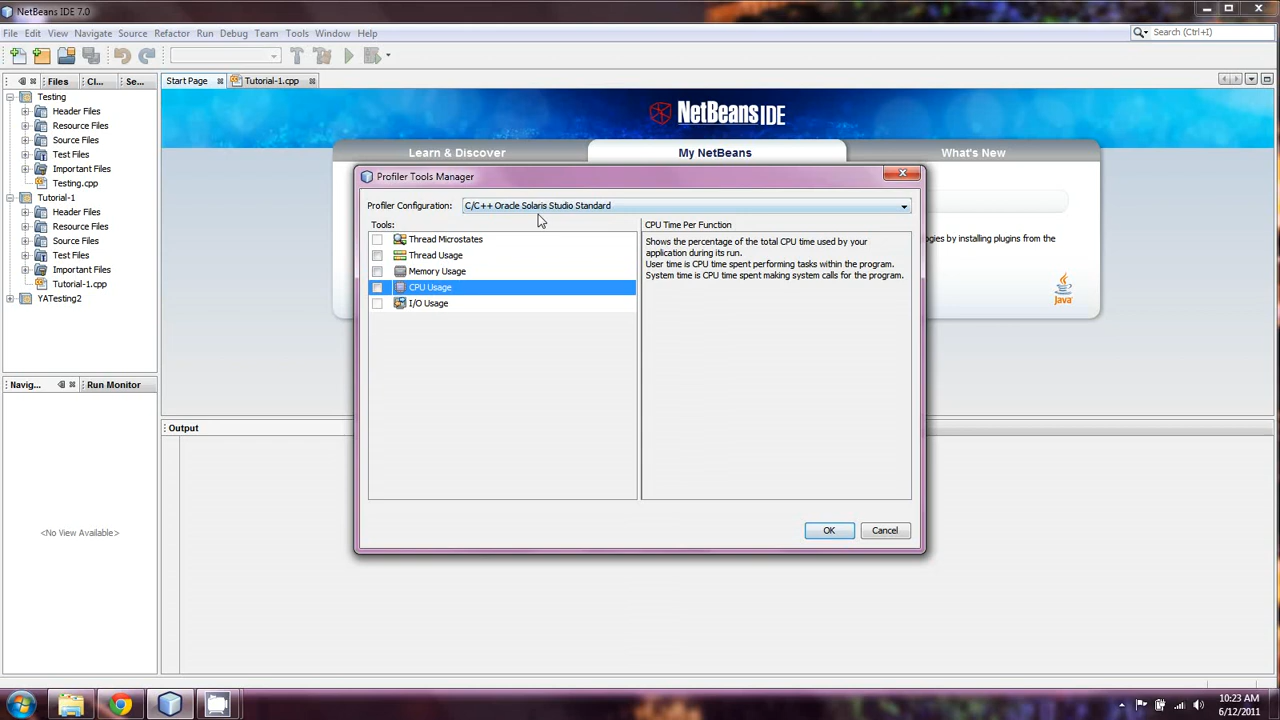 NetBeans IDE 7.0
File Edit View Navigate Source Refactor Run Debug Team Tools Window Help
Search (Ctrl+I)
Files Cl... Se...
Start Page Tutorial-1.cpp
Testing
Header Files
Resource Files
Source Files
Test Files
Important Files
Testing.cpp
Tutorial-1
Header Files
Resource Files
Source Files
Test Files
Important Files
Tutorial-1.cpp
YATesting2
NetBeans IDE
Learn & Discover My NetBeans What's New
ogies by installing plugins from the
Java
Profiler Tools Manager
Profiler Configuration: C/C++ Oracle Solaris Studio Standard
Tools:
Thread Microstates
Thread Usage
Memory Usage
CPU Usage
I/O Usage
CPU Time Per Function
Shows the percentage of the total CPU time used by your
application during its run.
User time is CPU time spent performing tasks within the program.
System time is CPU time spent making system calls for the program.
OK Cancel
Navig... Run Monitor
<No View Available>
Output
10:23 AM
6/12/2011